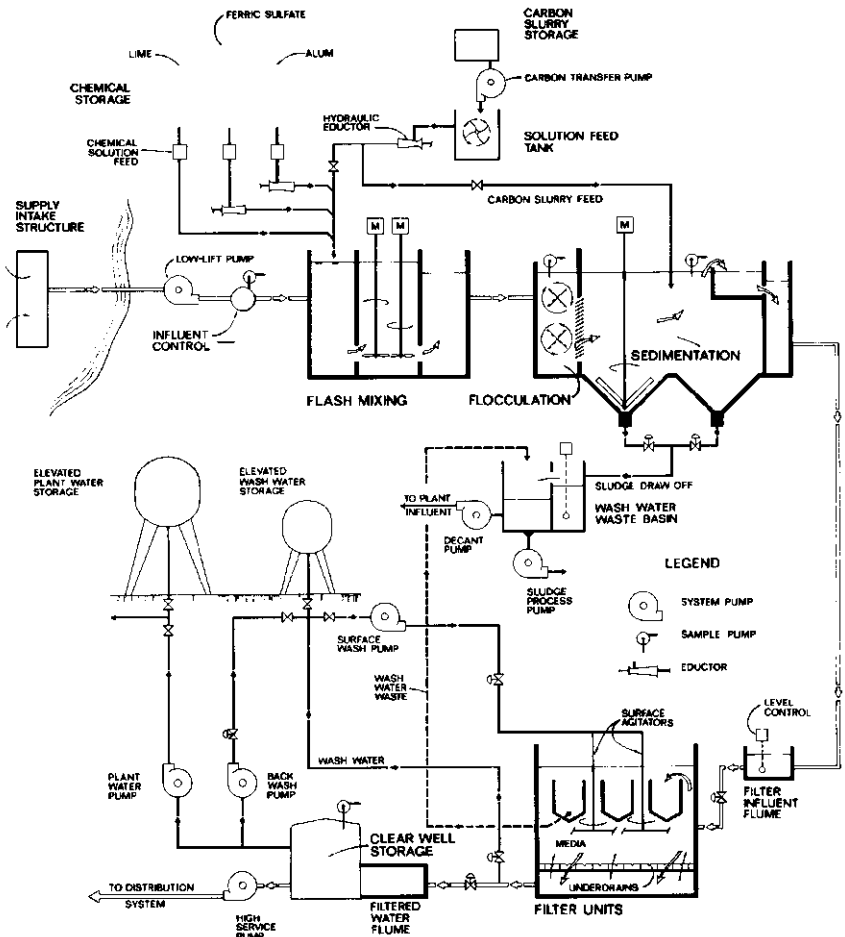 FERRIC SULFATE
LIME
ALUM
CHEMICAL
STORAGE
CARBON
SLURRY
STORAGE
CARBON TRANSFER PUMP
HYDRAULIC
EDUCTOR
SOLUTION FEED
TANK
CHEMICAL
SOLUTION
FEED
SUPPLY
INTAKE
STRUCTURE
CARBON SLURRY FEED
LOW-LIFT PUMP
INFLUENT
CONTROL
M
M
M
FLASH MIXING
FLOCCULATION
SEDIMENTATION
ELEVATED
PLANT WATER
STORAGE
ELEVATED
WASH WATER
STORAGE
SLUDGE DRAW OFF
TO PLANT
INFLUENT
DECANT
PUMP
WASH WATER
WASTE BASIN
SLUDGE
PROCESS
PUMP
LEGEND
SYSTEM PUMP
SAMPLE PUMP
EDUCTOR
SURFACE
WASH PUMP
WASH
WATER
WASTE
SURFACE
AGITATORS
LEVEL
CONTROL
PLANT
WATER
PUMP
BACK
WASH
PUMP
WASH WATER
FILTER
INFLUENT
FLUME
CLEAR WELL
STORAGE
MEDIA
UNDERDRAINS
TO DISTRIBUTION
SYSTEM
HIGH
SERVICE
PUMP
FILTERED
WATER
FLUME
FILTER UNITS